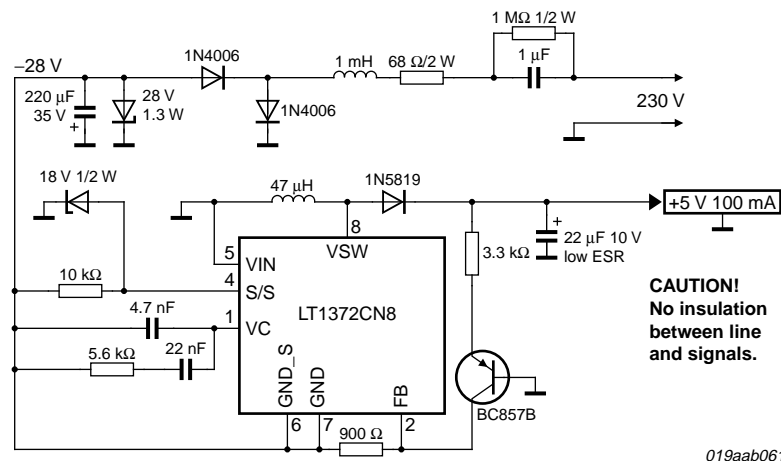 1 MΩ 1/2 W
1N4006
1 mH
68 Ω/2 W
1 μF
−28 V
220 μF
35 V
+
28 V
1.3 W
1N4006
230 V
18 V 1/2 W
47 μH
1N5819
+5 V 100 mA
8
VSW
+
22 μF 10 V
low ESR
3.3 kΩ
5
VIN
10 kΩ
4
S/S
4.7 nF
1
VC
LT1372CN8
CAUTION!
No insulation
between line
and signals.
5.6 kΩ
22 nF
GND_S
GND
FB
6
7
2
900 Ω
BC857B
019aab061